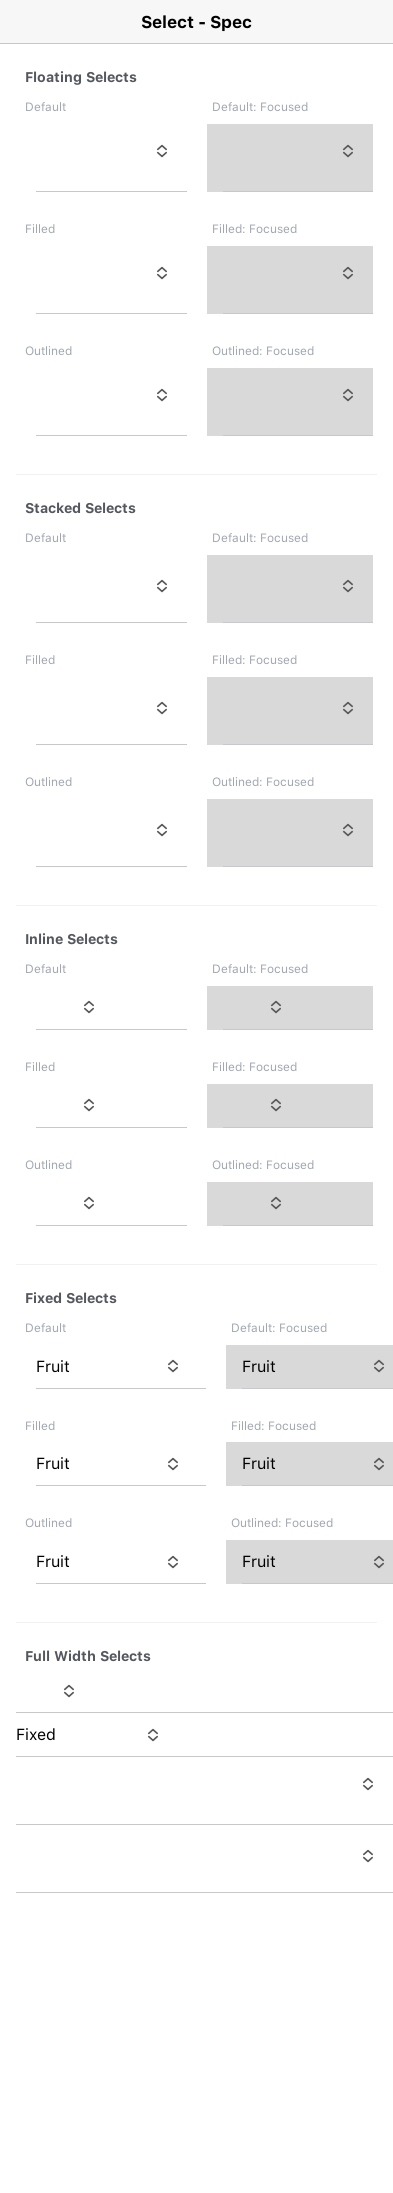 Select - Spec
Floating Selects
Default
Default: Focused
Filled
Filled: Focused
Outlined
Outlined: Focused
Stacked Selects
Default
Default: Focused
Filled
Filled: Focused
Outlined
Outlined: Focused
Inline Selects
Default
Default: Focused
Filled
Filled: Focused
Outlined
Outlined: Focused
Fixed Selects
Default
Default: Focused
Fruit
Fruit
Filled
Filled: Focused
Fruit
Fruit
Outlined
Outlined: Focused
Fruit
Fruit
Full Width Selects
Fixed